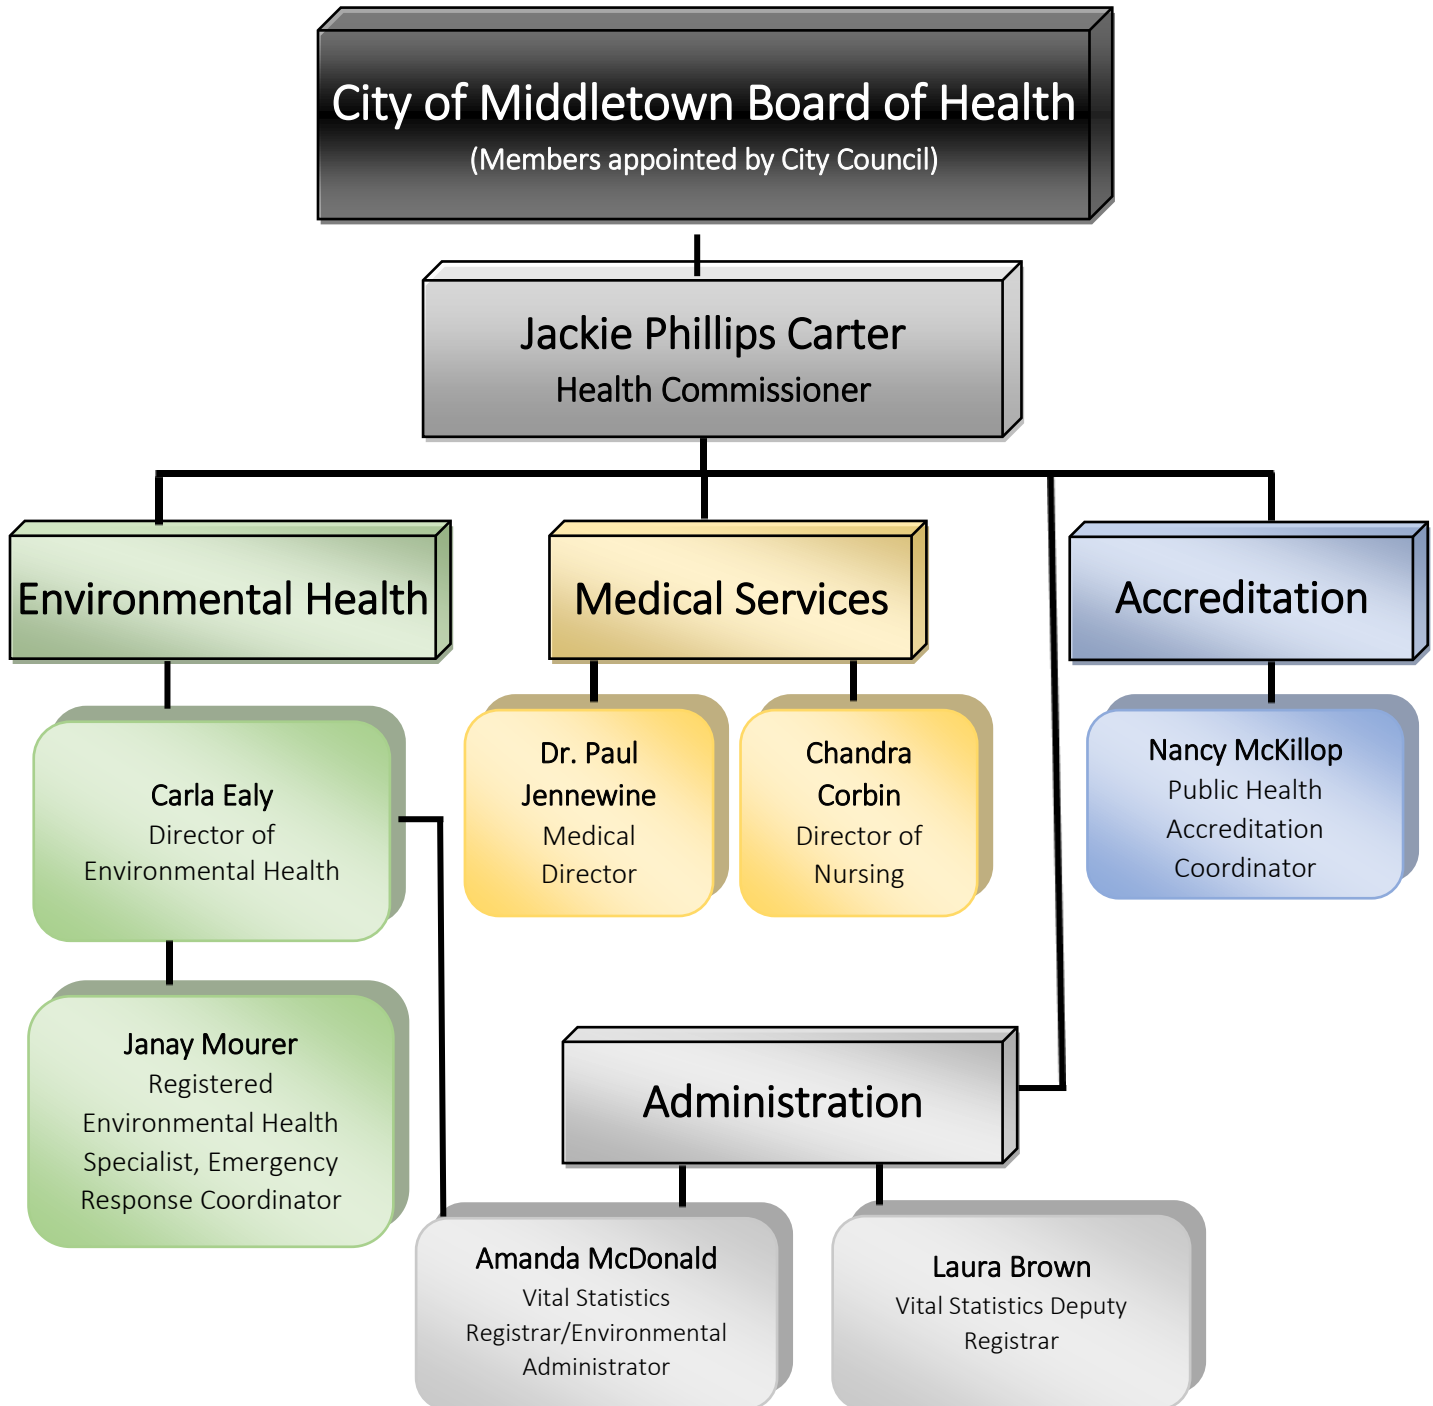 City of Middletown Board of Health
(Members appointed by City Council)
Jackie Phillips Carter
Health Commissioner
Environmental Health
Medical Services
Accreditation
Carla Ealy
Director of
Environmental Health
Dr. Paul
Jennewine
Medical
Director
Chandra
Corbin
Director of
Nursing
Nancy McKillop
Public Health
Accreditation
Coordinator
Janay Mourer
Registered
Environmental Health
Specialist, Emergency
Response Coordinator
Administration
Amanda McDonald
Vital Statistics
Registrar/Environmental
Administrator
Laura Brown
Vital Statistics Deputy
Registrar